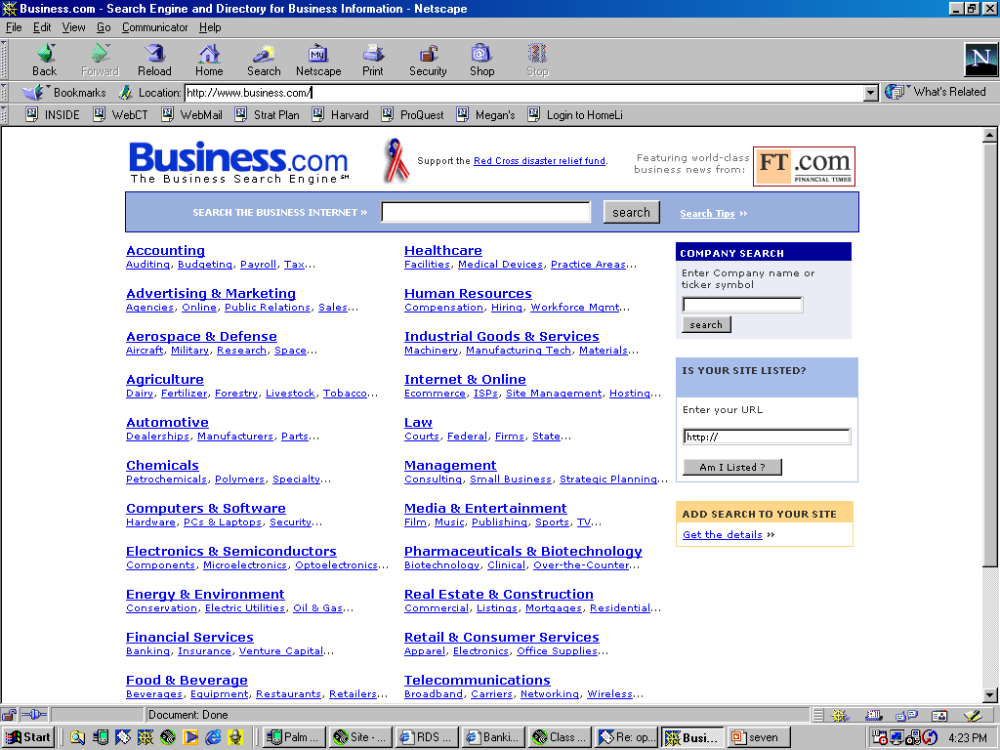 Business.com - Search Engine and Directory for Business Information - Netscape
File Edit View Go Communicator Help
Back Forward Reload Home Search Netscape Print Security Shop Stop
My
N
Bookmarks Location: http://www.business.com/ What's Related
INSIDE WebCT WebMail Strat Plan Harvard ProQuest Megan's Login to HomeLi
Business.com
The Business Search Engine℠
Support the Red Cross disaster relief fund.
Featuring world-class
business news from:
FT .com
FINANCIAL TIMES
SEARCH THE BUSINESS INTERNET »
search
Search Tips »
Accounting
Auditing, Budgeting, Payroll, Tax...
Advertising & Marketing
Agencies, Online, Public Relations, Sales...
Aerospace & Defense
Aircraft, Military, Research, Space...
Agriculture
Dairy, Fertilizer, Forestry, Livestock, Tobacco...
Automotive
Dealerships, Manufacturers, Parts...
Chemicals
Petrochemicals, Polymers, Specialty...
Computers & Software
Hardware, PCs & Laptops, Security...
Electronics & Semiconductors
Components, Microelectronics, Optoelectronics...
Energy & Environment
Conservation, Electric Utilities, Oil & Gas...
Financial Services
Banking, Insurance, Venture Capital...
Food & Beverage
Beverages, Equipment, Restaurants, Retailers...
Healthcare
Facilities, Medical Devices, Practice Areas...
Human Resources
Compensation, Hiring, Workforce Mgmt...
Industrial Goods & Services
Machinery, Manufacturing Tech, Materials...
Internet & Online
Ecommerce, ISPs, Site Management, Hosting...
Law
Courts, Federal, Firms, State...
Management
Consulting, Small Business, Strategic Planning...
Media & Entertainment
Film, Music, Publishing, Sports, TV...
Pharmaceuticals & Biotechnology
Biotechnology, Clinical, Over-the-Counter...
Real Estate & Construction
Commercial, Listings, Mortgages, Residential...
Retail & Consumer Services
Apparel, Electronics, Office Supplies...
Telecommunications
Broadband, Carriers, Networking, Wireless...
COMPANY SEARCH
Enter Company name or
ticker symbol
search
IS YOUR SITE LISTED?
Enter your URL
http://
Am I Listed ?
ADD SEARCH TO YOUR SITE
Get the details »
Document: Done
Start Palm ... Site - ... RDS ... Banki... Class ... Re: op... Busi... seven 4:23 PM